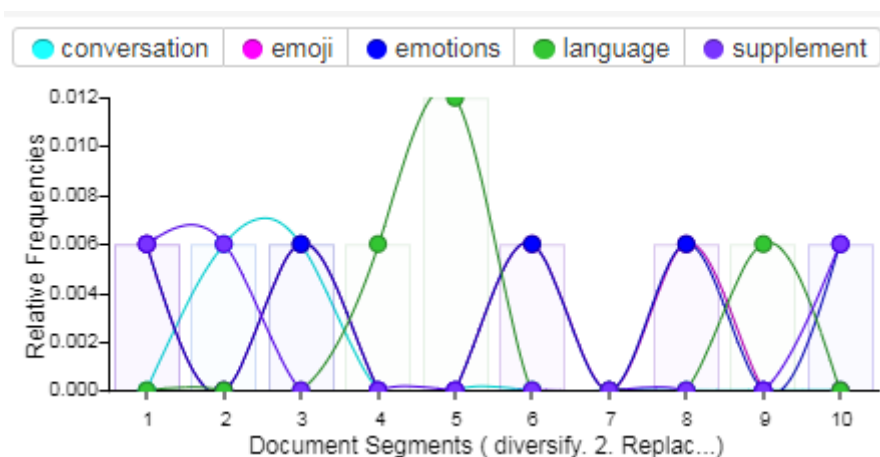 conversation emoji emotions language supplement
0.012
0.010
0.008
0.006
0.004
0.002
0.000
Relative Frequencies
1 2 3 4 5 6 7 8 9 10
Document Segments ( diversify. 2. Replac...)